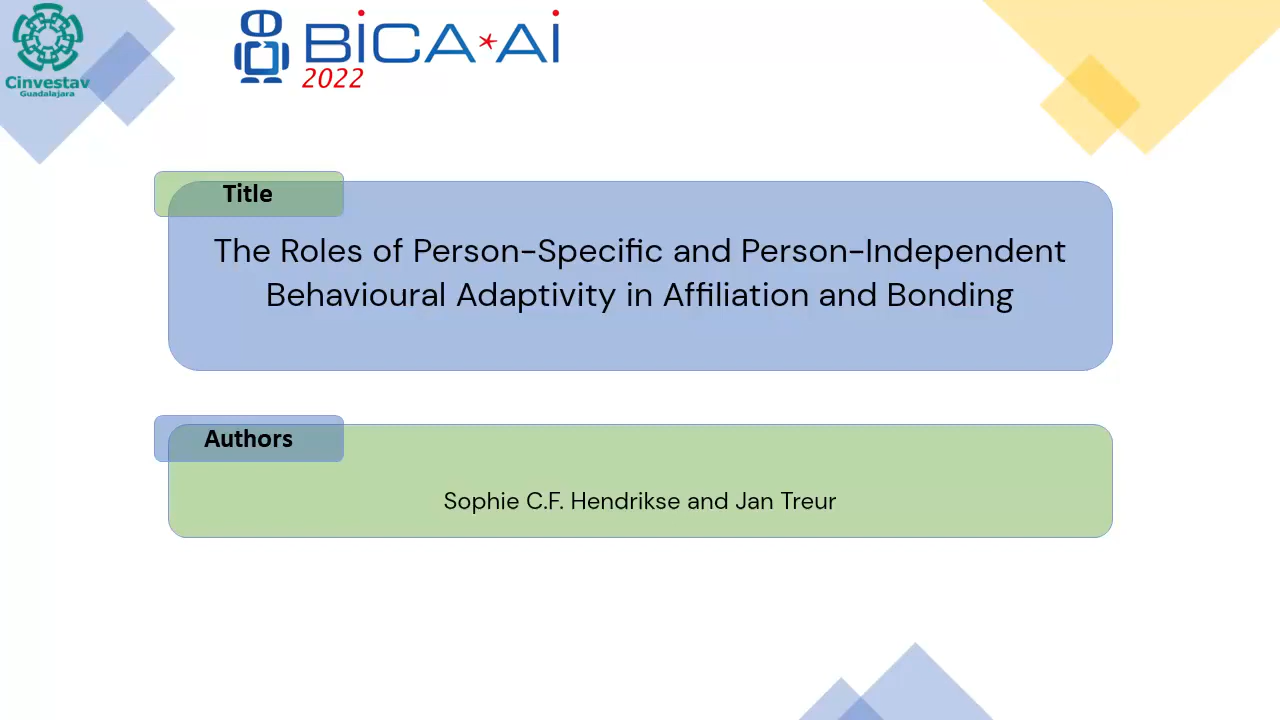 Cinvestav
Guadalajara
BiCA*Ai
2022
Title
The Roles of Person-Specific and Person-Independent
Behavioural Adaptivity in Affiliation and Bonding
Authors
Sophie C.F. Hendrikse and Jan Treur